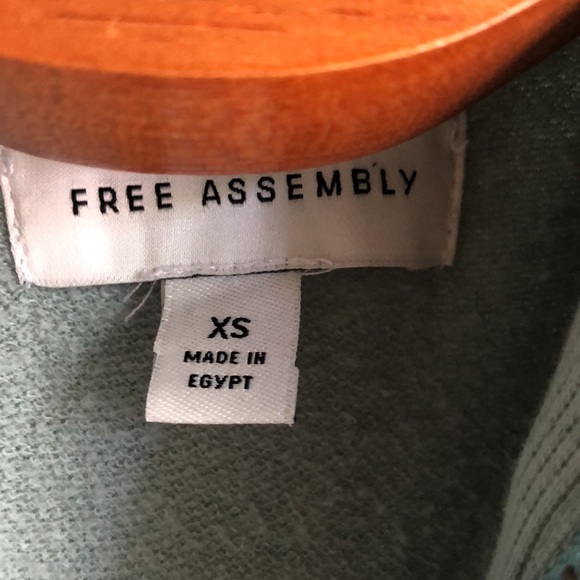 FREE ASSEMBLY
XS
MADE IN
EGYPT